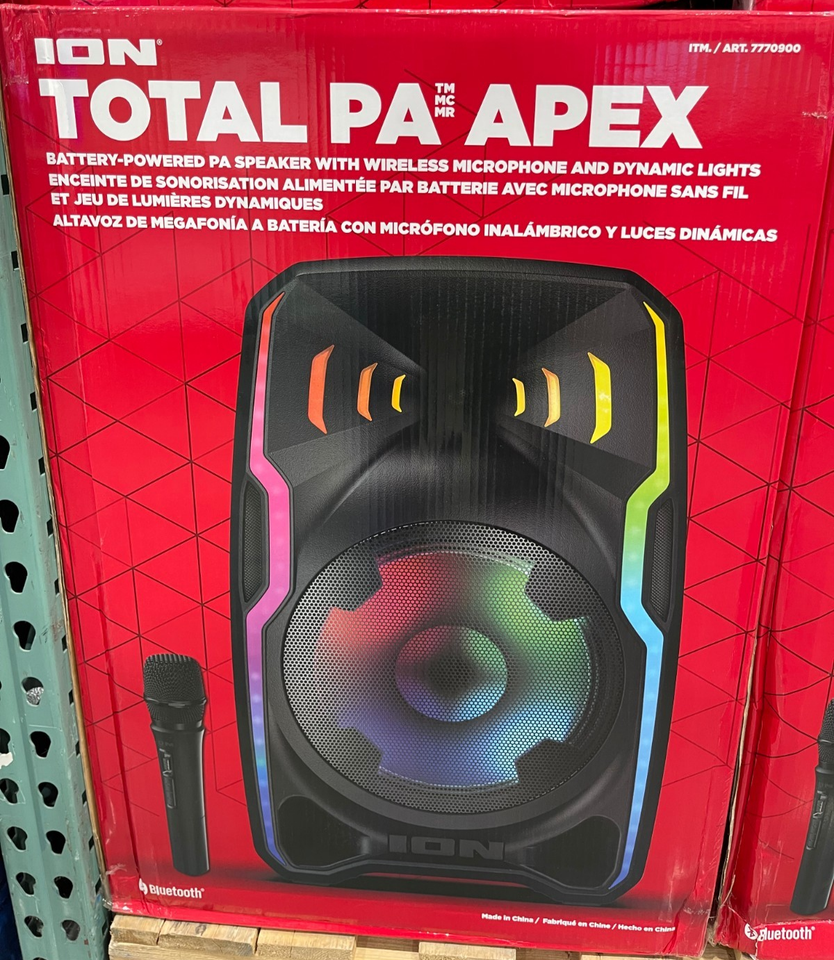 ION®
ITM. / ART. 7770900
TOTAL PA™ MC MR APEX
BATTERY-POWERED PA SPEAKER WITH WIRELESS MICROPHONE AND DYNAMIC LIGHTS
ENCEINTE DE SONORISATION ALIMENTÉE PAR BATTERIE AVEC MICROPHONE SANS FIL
ET JEU DE LUMIÈRES DYNAMIQUES
ALTAVOZ DE MEGAFONÍA A BATERÍA CON MICRÓFONO INALÁMBRICO Y LUCES DINÁMICAS
ION
Bluetooth®
Made in China / Fabriqué en Chine / Hecho en China
Bluetooth®